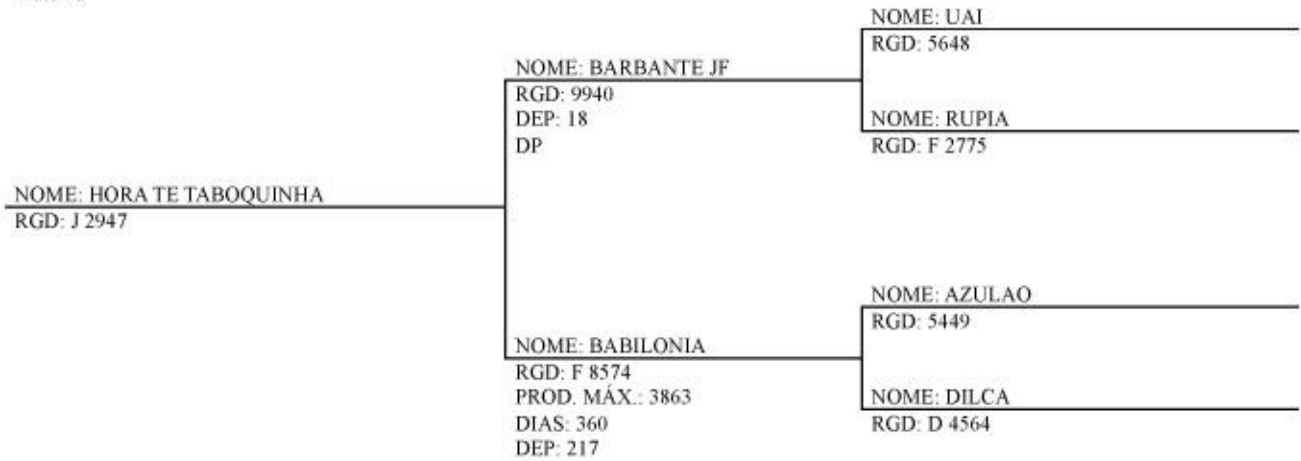 NOME: HORA TE TABOQUINHA
RGD: J 2947
NOME: BARBANTE JF
RGD: 9940
DEP: 18
DP
NOME: UAI
RGD: 5648
NOME: RUPIA
RGD: F 2775
NOME: BABILONIA
RGD: F 8574
PROD. MÁX.: 3863
DIAS: 360
DEP: 217
NOME: AZULAO
RGD: 5449
NOME: DILCA
RGD: D 4564